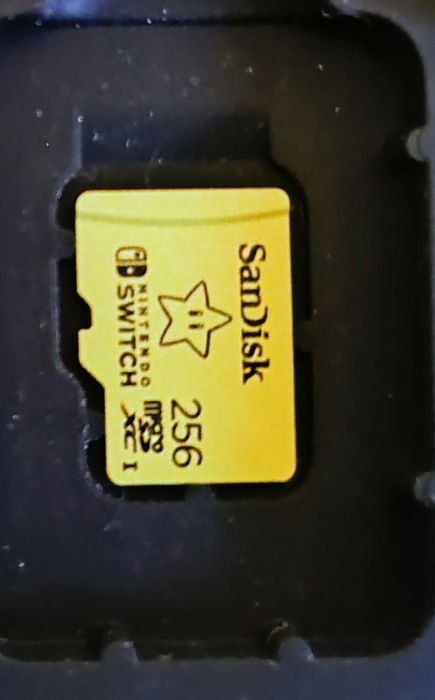 SanDisk
NINTENDO
SWITCH
256
micro
SD
XC I